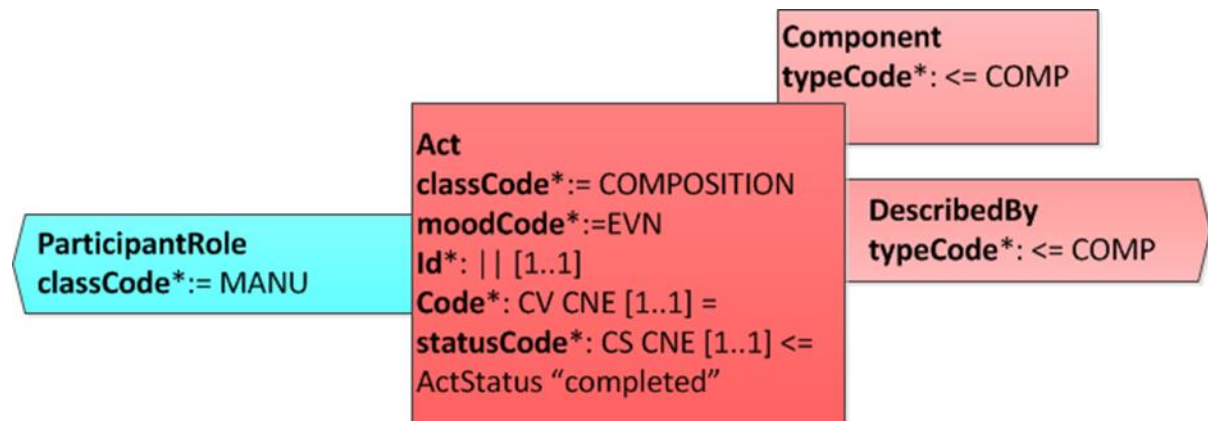 Component
typeCode*: <= COMP
Act
classCode*:= COMPOSITION
moodCode*:=EVN
Id*: || [1..1]
Code*: CV CNE [1..1] =
statusCode*: CS CNE [1..1] <=
ActStatus “completed”
DescribedBy
typeCode*: <= COMP
ParticipantRole
classCode*:= MANU